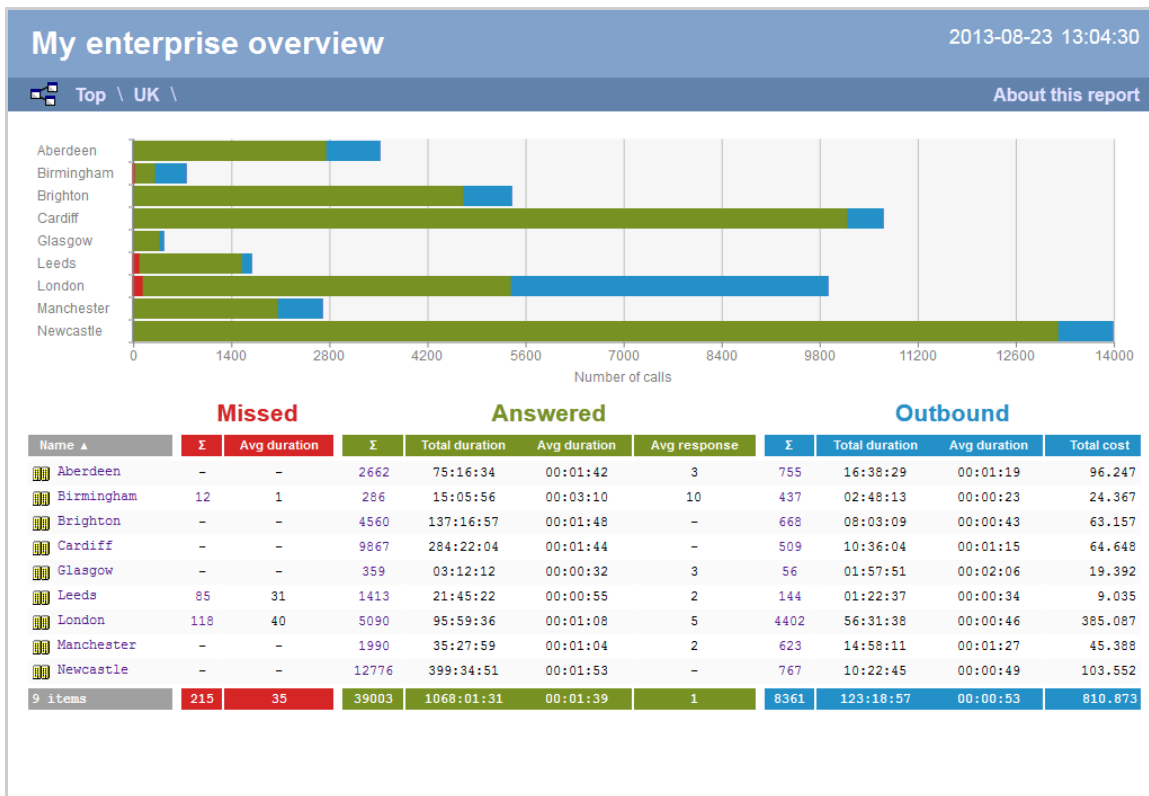 My enterprise overview 2013-08-23 13:04:30
Top \ UK \ About this report
Aberdeen
Birmingham
Brighton
Cardiff
Glasgow
Leeds
London
Manchester
Newcastle
0 1400 2800 4200 5600 7000 8400 9800 11200 12600 14000
Number of calls
Missed Answered Outbound
Name ▲ Σ Avg duration Σ Total duration Avg duration Avg response Σ Total duration Avg duration Total cost
Aberdeen – – 2662 75:16:34 00:01:42 3 755 16:38:29 00:01:19 96.247
Birmingham 12 1 286 15:05:56 00:03:10 10 437 02:48:13 00:00:23 24.367
Brighton – – 4560 137:16:57 00:01:48 – 668 08:03:09 00:00:43 63.157
Cardiff – – 9867 284:22:04 00:01:44 – 509 10:36:04 00:01:15 64.648
Glasgow – – 359 03:12:12 00:00:32 3 56 01:57:51 00:02:06 19.392
Leeds 85 31 1413 21:45:22 00:00:55 2 144 01:22:37 00:00:34 9.035
London 118 40 5090 95:59:36 00:01:08 5 4402 56:31:38 00:00:46 385.087
Manchester – – 1990 35:27:59 00:01:04 2 623 14:58:11 00:01:27 45.388
Newcastle – – 12776 399:34:51 00:01:53 – 767 10:22:45 00:00:49 103.552
9 items 215 35 39003 1068:01:31 00:01:39 1 8361 123:18:57 00:00:53 810.873